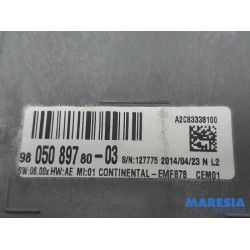 A2C83338100
98 050 897 80-03 S/N:127775 2014/04/23 N L2
SW:06.00x HW:AE MI:01 CONTINENTAL-EMF878 CEM01
MARESIA